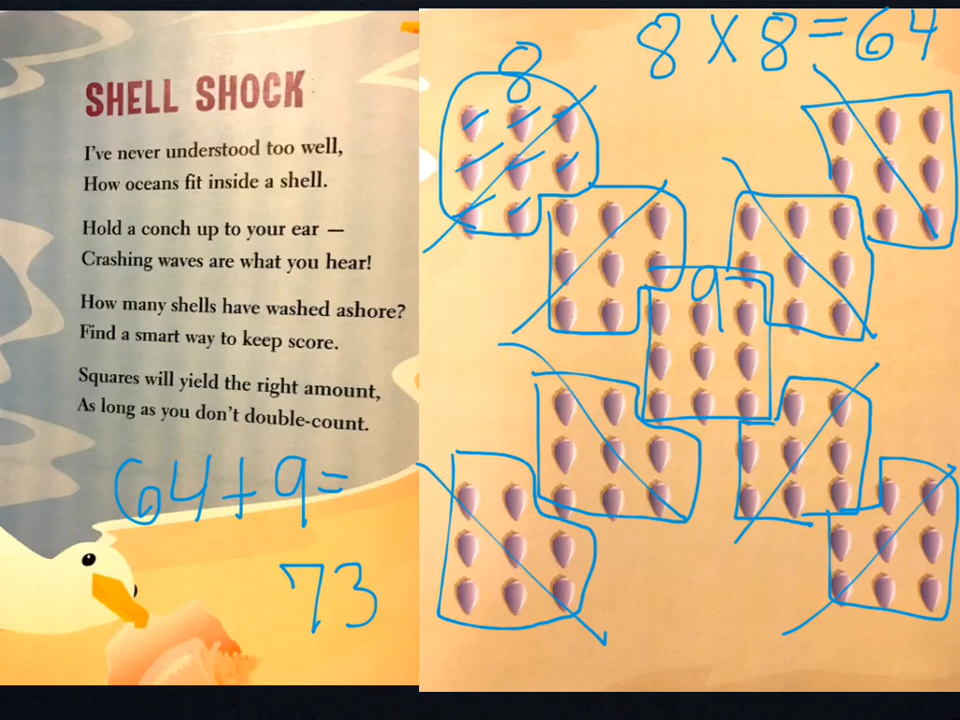 SHELL SHOCK
I've never understood too well,
How oceans fit inside a shell.
Hold a conch up to your ear —
Crashing waves are what you hear!
How many shells have washed ashore?
Find a smart way to keep score.
Squares will yield the right amount,
As long as you don't double-count.
64+9=
73
8 X 8=64
8
9